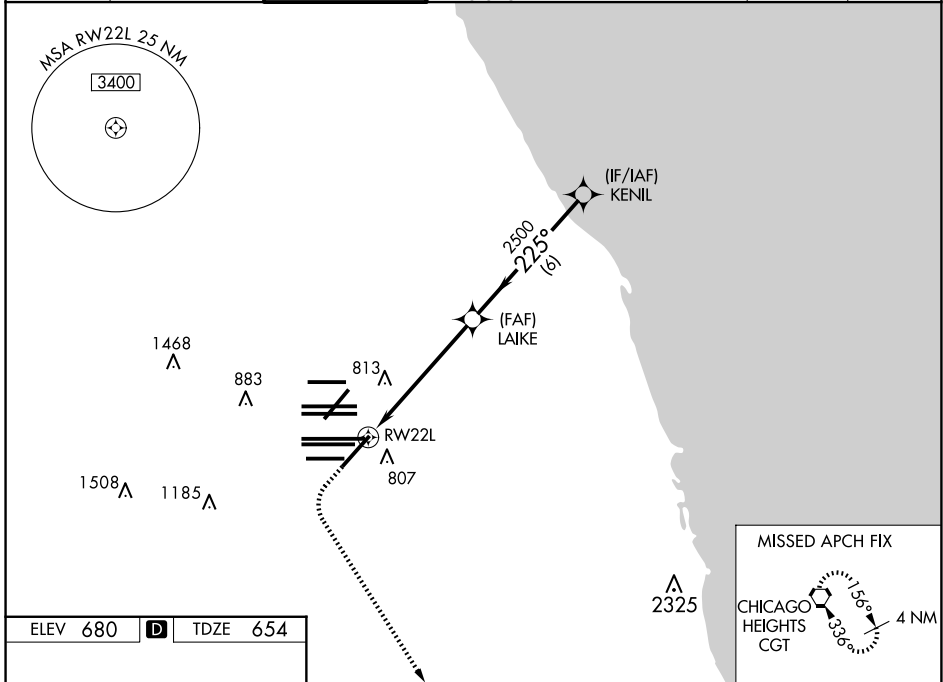 MSA RW22L 25 NM
3400
(IF/IAF)
KENIL
2500
225°
(6)
(FAF)
LAIKE
1468
883
813
RW22L
807
1508
1185
2325
MISSED APCH FIX
CHICAGO
HEIGHTS
CGT
156°
336°
4 NM
ELEV 680 D TDZE 654